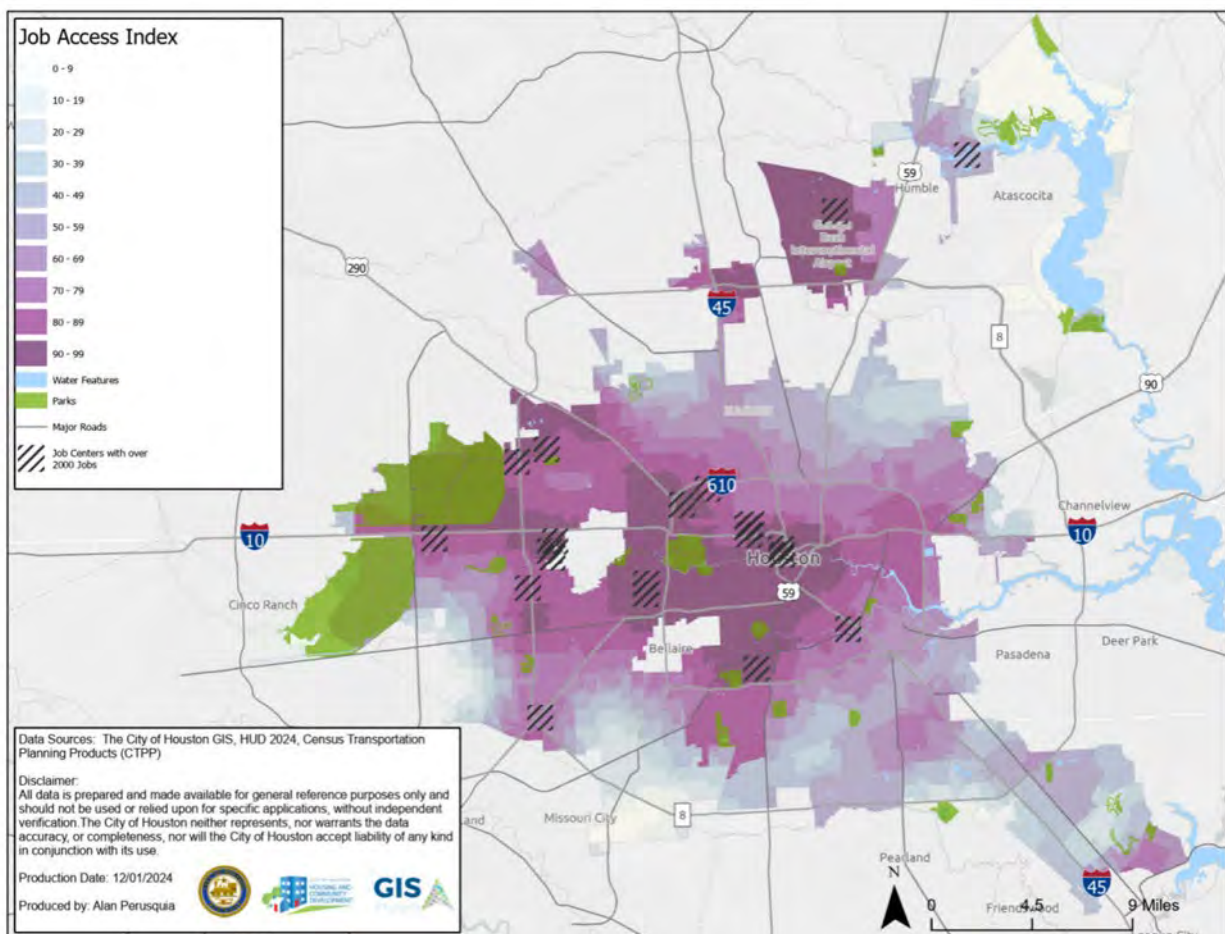 Job Access Index
0 - 9
10 - 19
20 - 29
30 - 39
40 - 49
50 - 59
60 - 69
70 - 79
80 - 89
90 - 99
Water Features
Parks
Major Roads
Job Centers with over
2000 Jobs
59
Humble
Atascocita
International
Airport
290
45
8
90
610
Channelview
10
10
Houston
59
Cinco Ranch
Bellaire
Deer Park
Pasadena
Missouri City
8
Pearland
45
Friendswood
N
0 4.5 9 Miles
Data Sources: The City of Houston GIS, HUD 2024, Census Transportation
Planning Products (CTPP)
Disclaimer:
All data is prepared and made available for general reference purposes only and
should not be used or relied upon for specific applications, without independent
verification.The City of Houston neither represents, nor warrants the data
accuracy, or completeness, nor will the City of Houston accept liability of any kind
in conjunction with its use.
Production Date: 12/01/2024
Produced by: Alan Perusquia
HOUSING AND
COMMUNITY
DEVELOPMENT
GIS